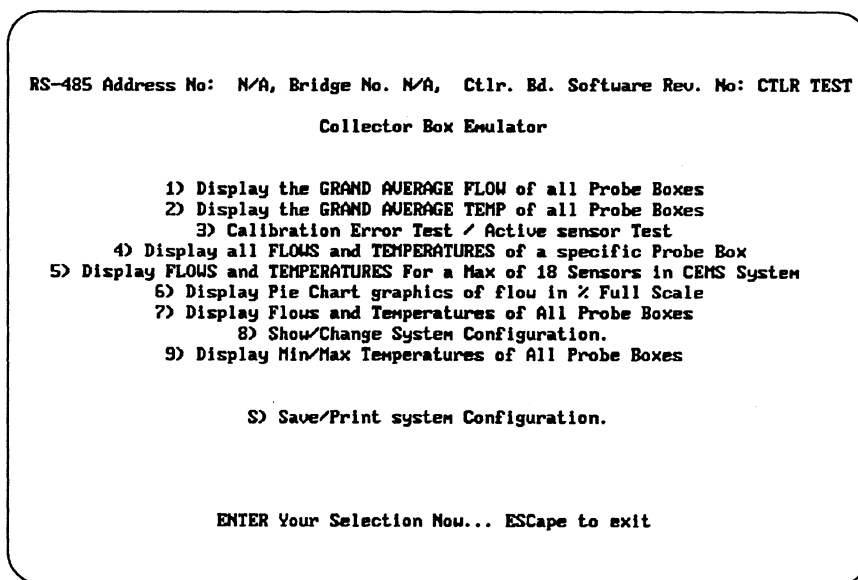 RS-485 Address No: N/A, Bridge No. N/A, Ctlr. Bd. Software Rev. No: CTLR TEST
Collector Box Emulator
1) Display the GRAND AVERAGE FLOW of all Probe Boxes
2) Display the GRAND AVERAGE TEMP of all Probe Boxes
3) Calibration Error Test / Active sensor Test
4) Display all FLOWS and TEMPERATURES of a specific Probe Box
5) Display FLOWS and TEMPERATURES For a Max of 18 Sensors in CEMS System
6) Display Pie Chart graphics of flow in % Full Scale
7) Display Flows and Temperatures of All Probe Boxes
8) Show/Change System Configuration.
9) Display Min/Max Temperatures of All Probe Boxes
S) Save/Print system Configuration.
ENTER Your Selection Now... ESCape to exit